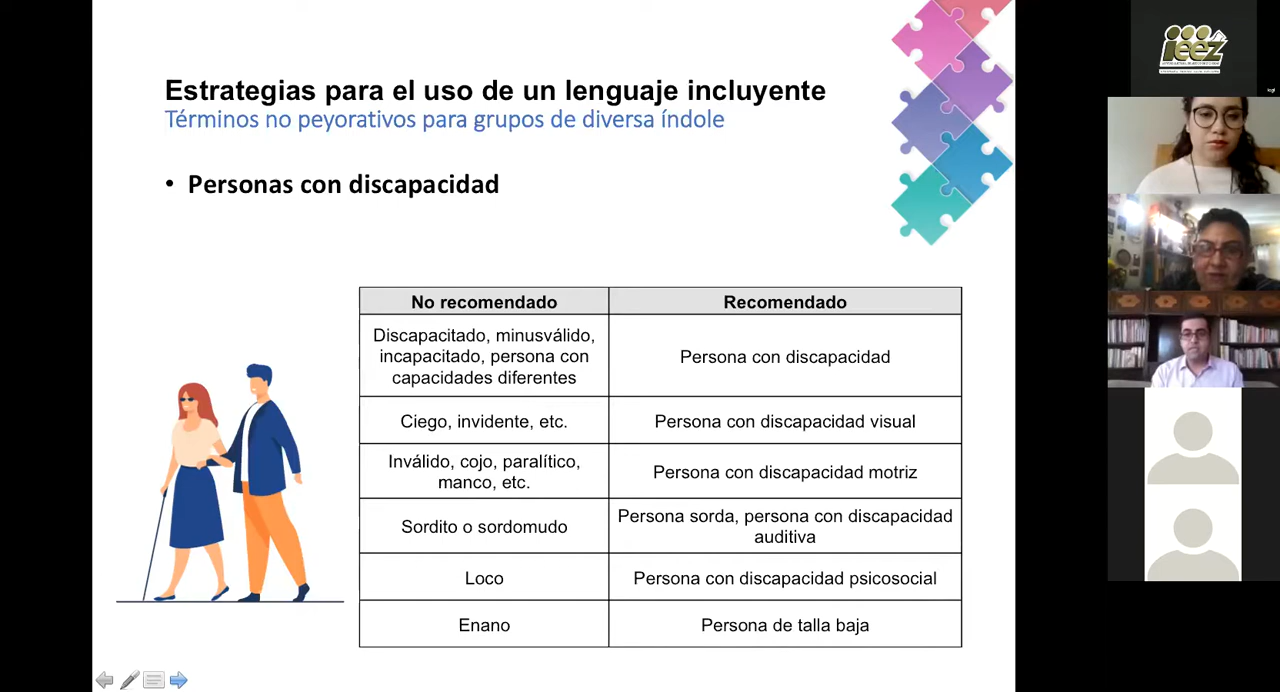 Estrategias para el uso de un lenguaje incluyente
Términos no peyorativos para grupos de diversa índole
• Personas con discapacidad
No recomendado
Recomendado
Discapacitado, minusválido,
incapacitado, persona con
capacidades diferentes
Persona con discapacidad
Ciego, invidente, etc.
Persona con discapacidad visual
Inválido, cojo, paralítico,
manco, etc.
Persona con discapacidad motriz
Sordito o sordomudo
Persona sorda, persona con discapacidad
auditiva
Loco
Persona con discapacidad psicosocial
Enano
Persona de talla baja
ieez